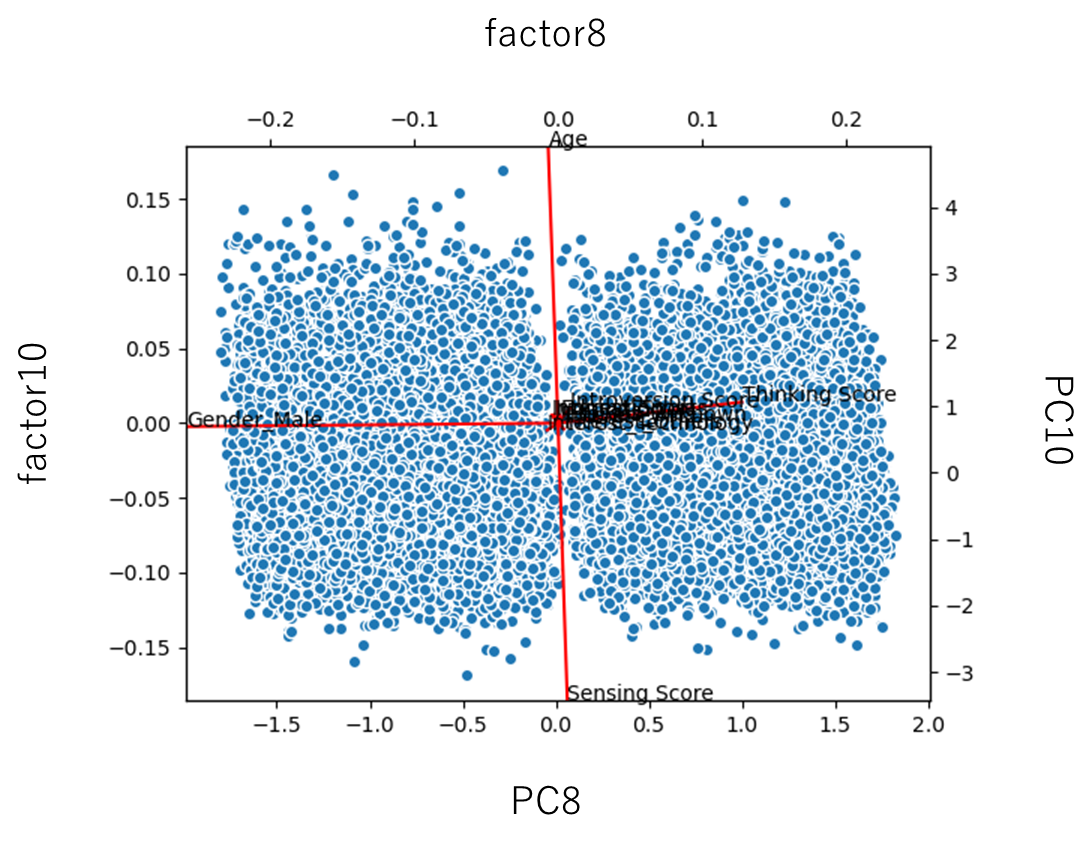 factor8
−0.2 −0.1 0.0 0.1 0.2
Age
0.15 4
0.10 3
0.05 2
Thinking Score
Introversion Score
1
Gender_Male
0.00
factor10
PC10
0
−0.05
−1
−0.10
−2
−0.15
−3
Sensing Score
−1.5 −1.0 −0.5 0.0 0.5 1.0 1.5 2.0
PC8